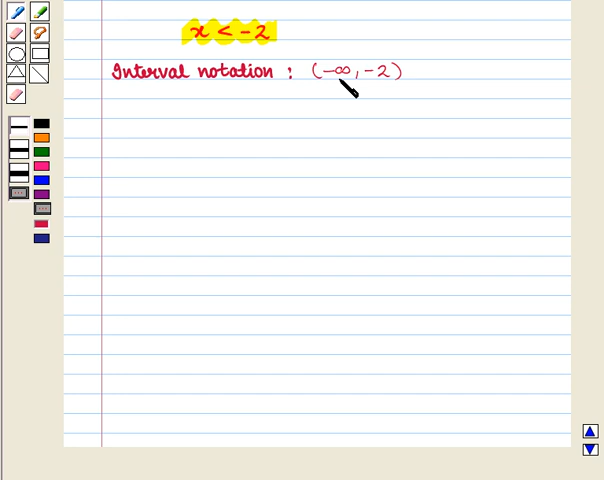 x < -2
Interval notation : (-∞, -2)